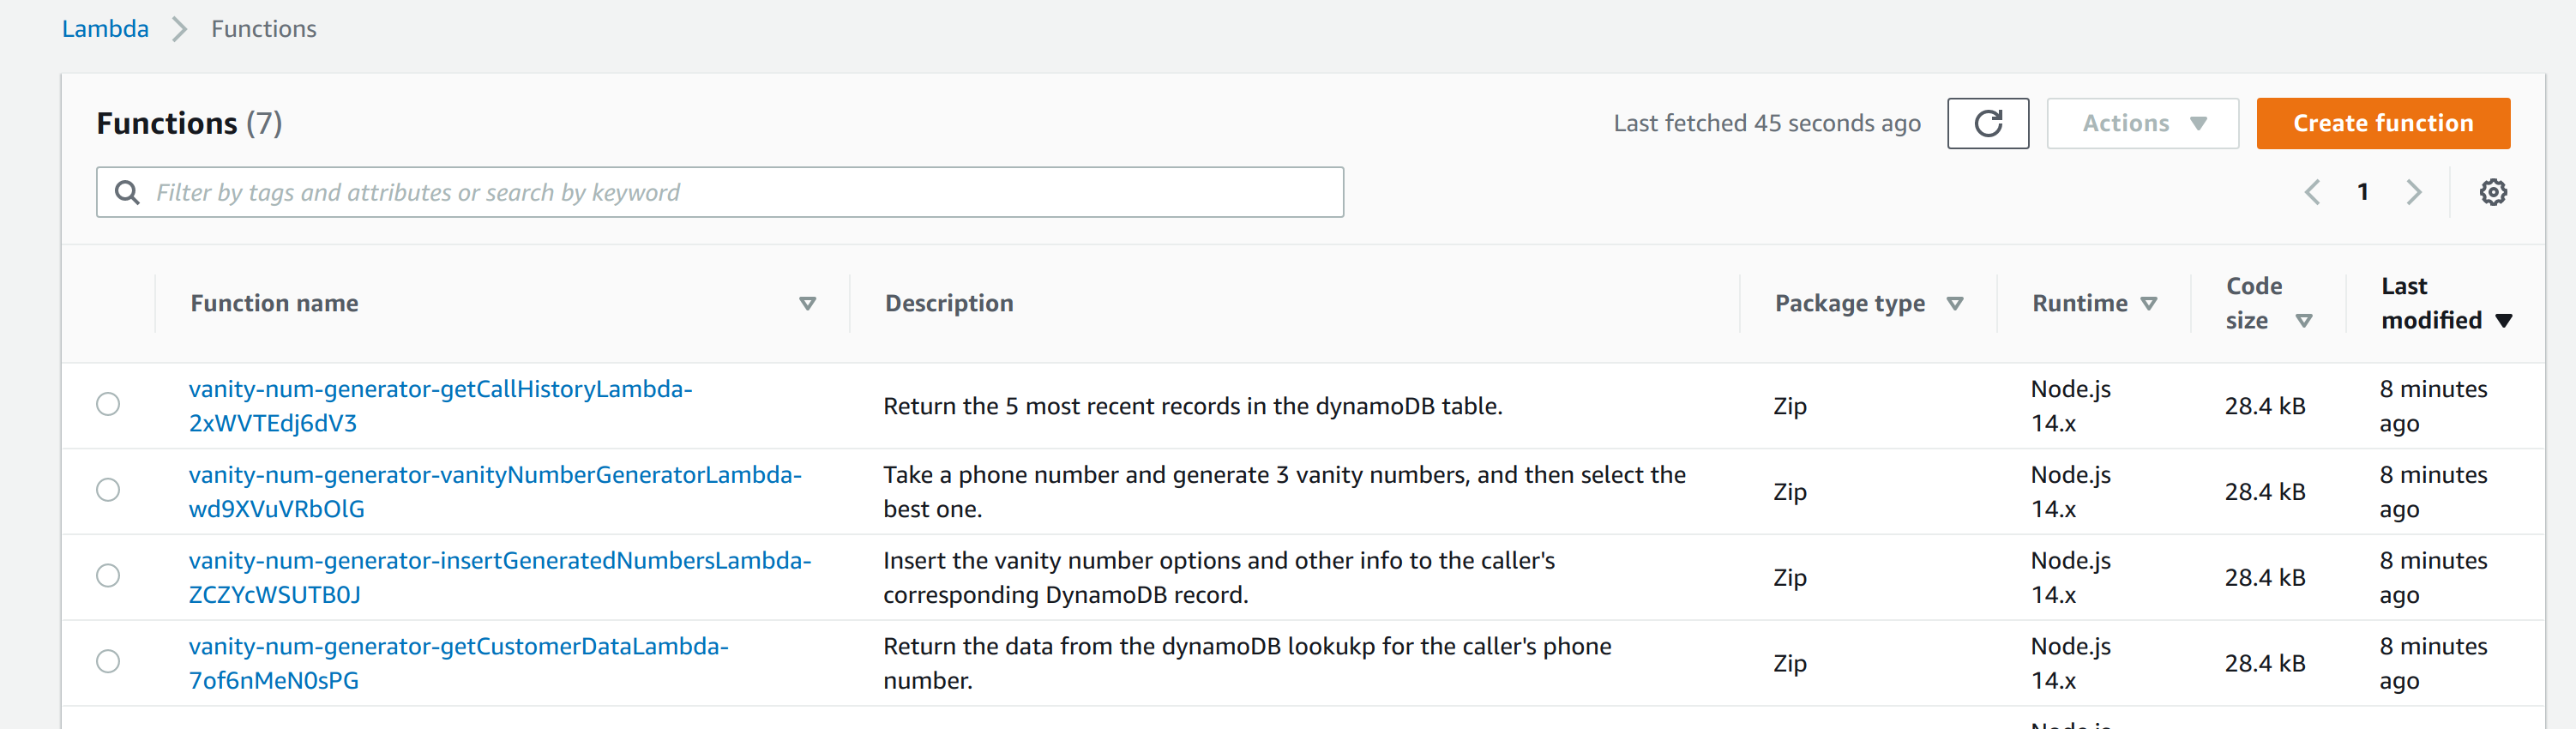 Lambda > Functions
Functions (7)
Last fetched 45 seconds ago
Actions
Create function
Filter by tags and attributes or search by keyword
1
Function name
Description
Package type
Runtime
Code
size
Last
modified
vanity-num-generator-getCallHistoryLambda-
2xWVTEdj6dV3
Return the 5 most recent records in the dynamoDB table.
Zip
Node.js
14.x
28.4 kB
8 minutes
ago
vanity-num-generator-vanityNumberGeneratorLambda-
wd9XVuVRbOlG
Take a phone number and generate 3 vanity numbers, and then select the
best one.
Zip
Node.js
14.x
28.4 kB
8 minutes
ago
vanity-num-generator-insertGeneratedNumbersLambda-
ZCZYcWSUTB0J
Insert the vanity number options and other info to the caller's
corresponding DynamoDB record.
Zip
Node.js
14.x
28.4 kB
8 minutes
ago
vanity-num-generator-getCustomerDataLambda-
7of6nMeN0sPG
Return the data from the dynamoDB lookukp for the caller's phone
number.
Zip
Node.js
14.x
28.4 kB
8 minutes
ago